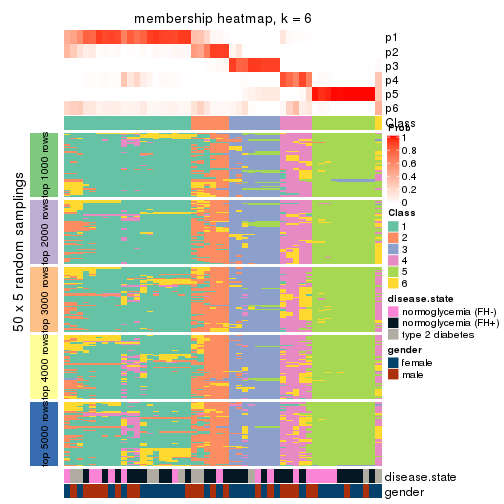 membership heatmap, k = 6
p1
p2
p3
p4
p5
p6
Class
Prob
1
0.8
0.6
0.4
0.2
0
Class
1
2
3
4
5
6
disease.state
normoglycemia (FH-)
normoglycemia (FH+)
type 2 diabetes
gender
female
male
50 x 5 random samplings
top 1000 rows
top 2000 rows
top 3000 rows
top 4000 rows
top 5000 rows
disease.state
gender